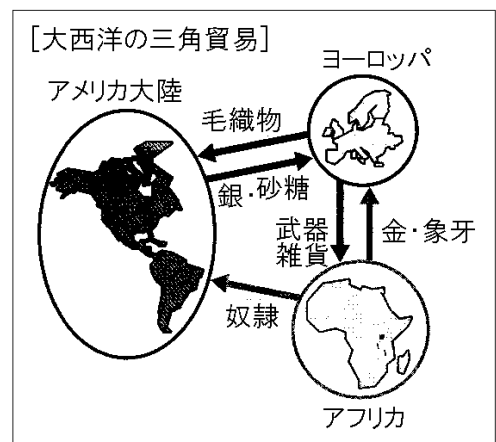 [大西洋の三角貿易]
ヨーロッパ
アメリカ大陸
毛織物
銀・砂糖
武器
雑貨
金・象牙
奴隷
アフリカ